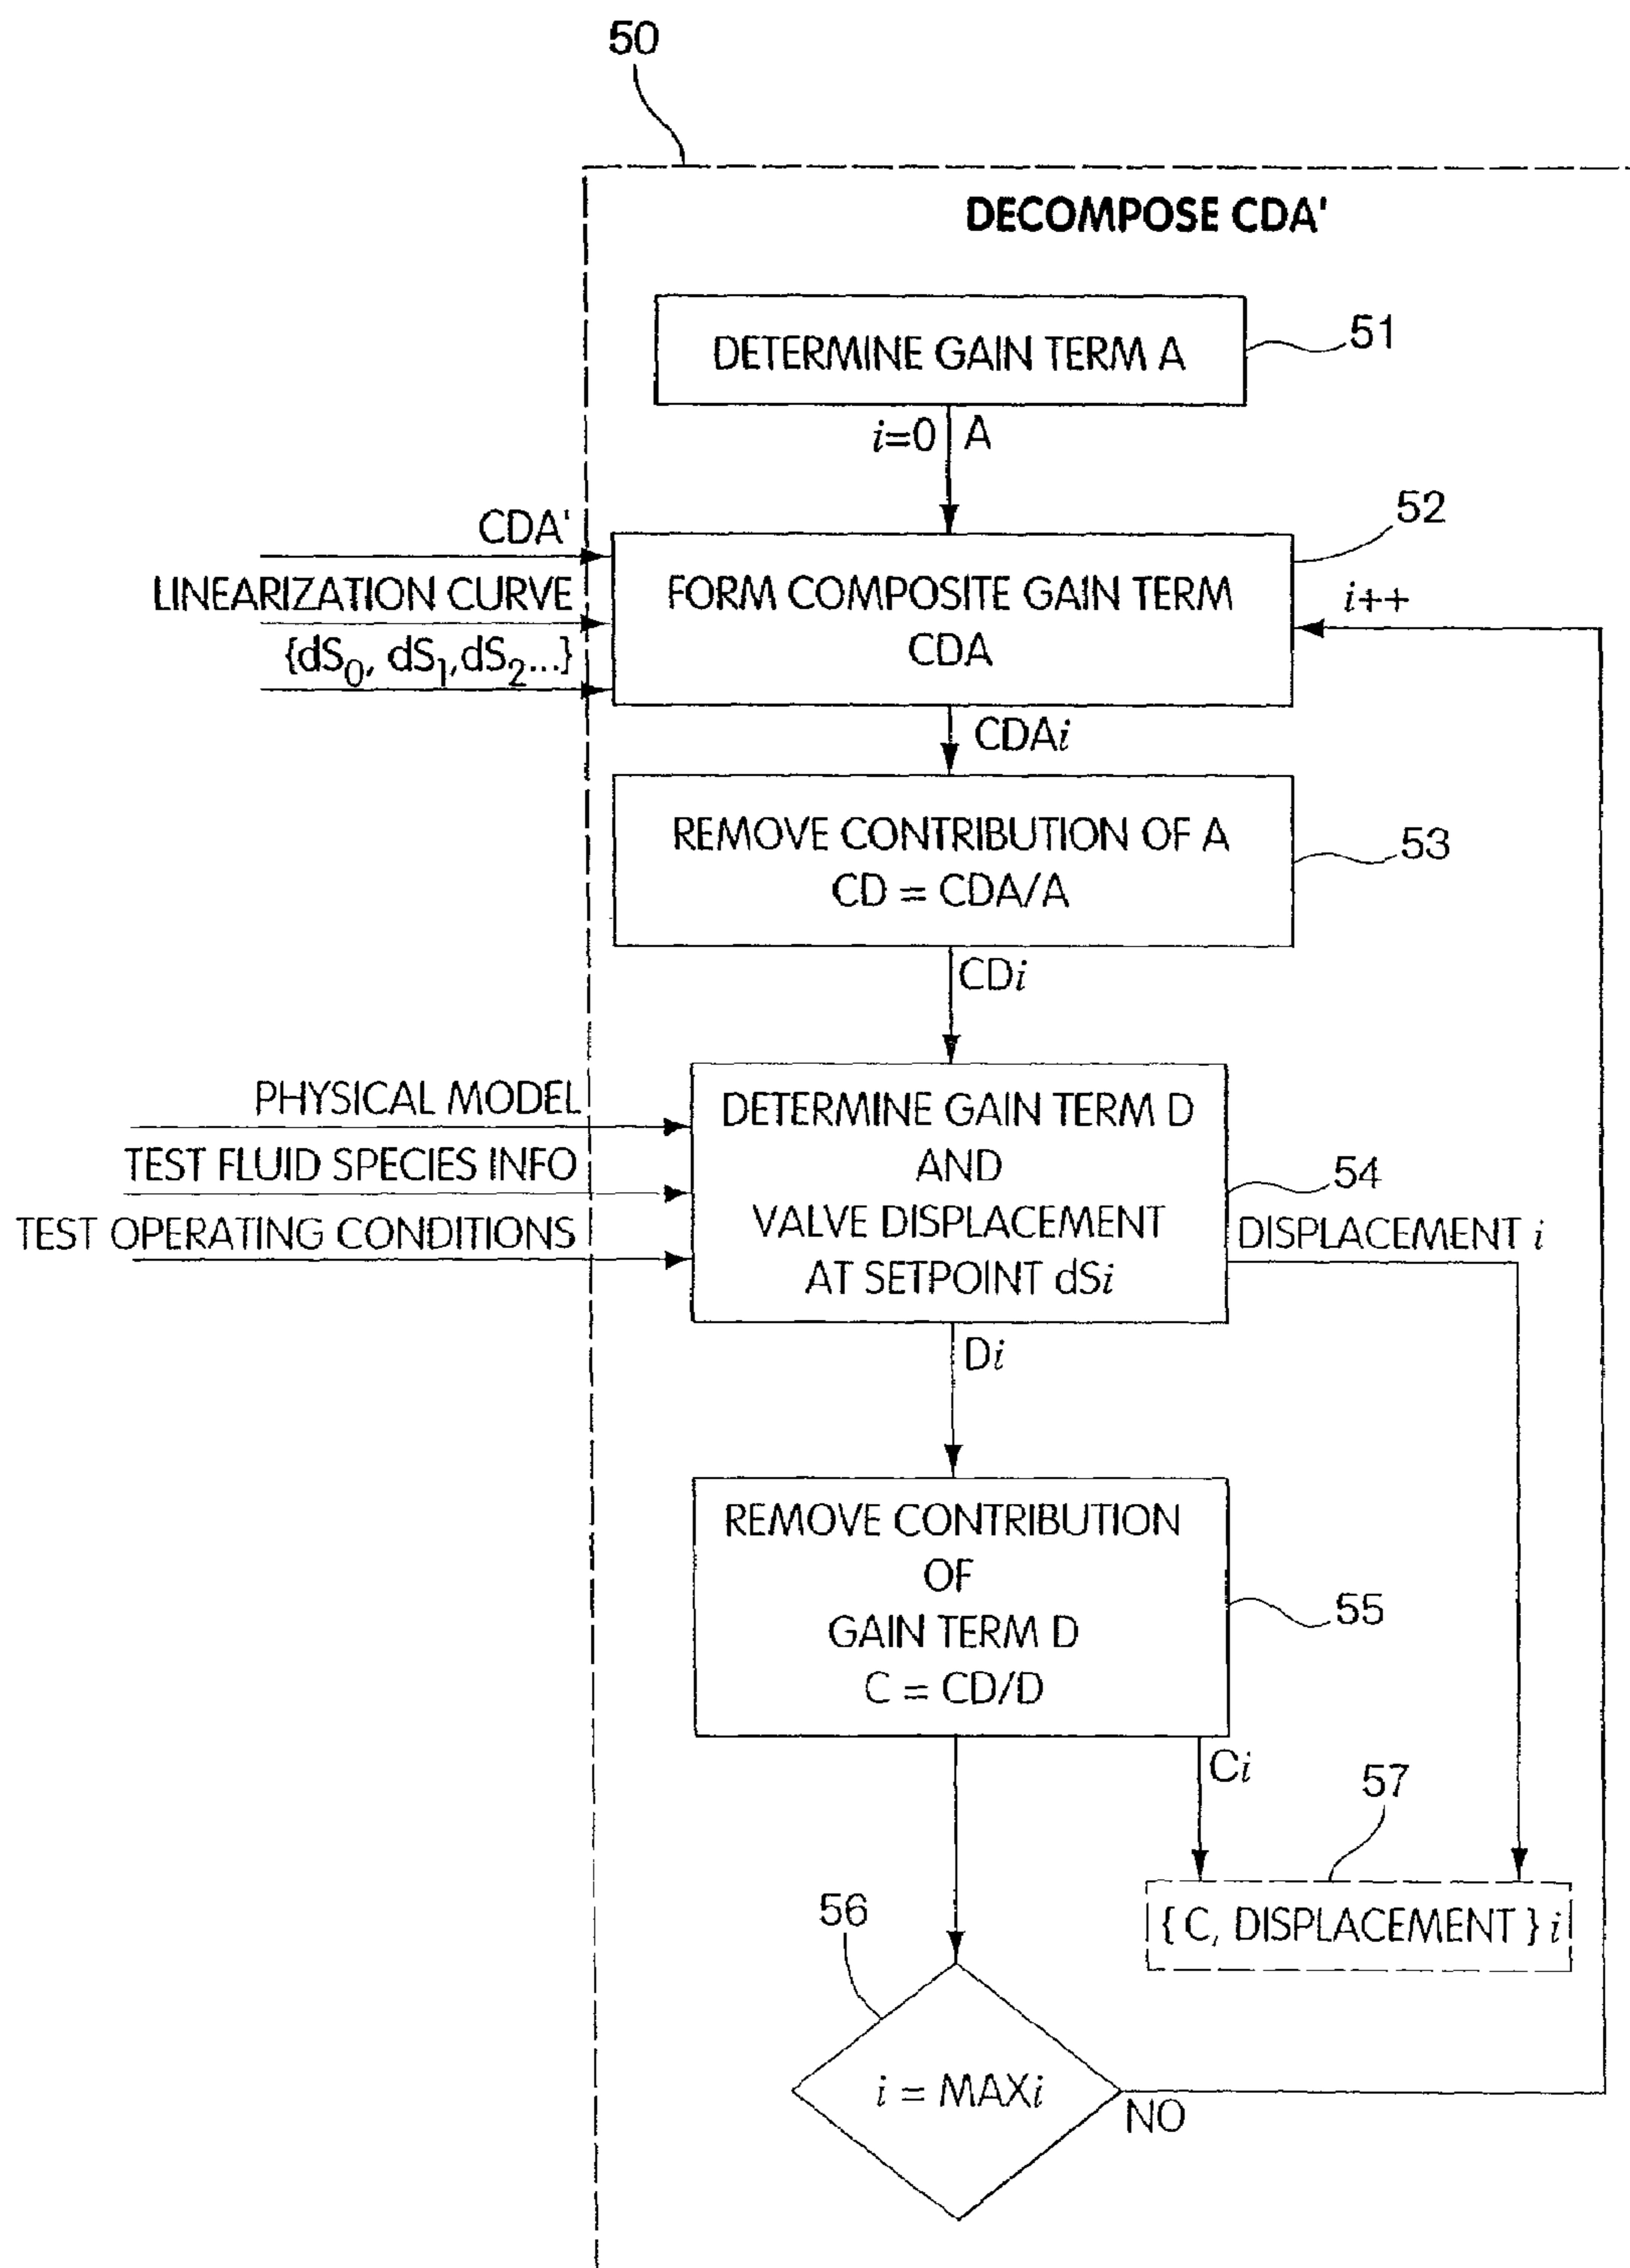 50
DECOMPOSE CDA'
DETERMINE GAIN TERM A
51
i=0 A
52
CDA'
LINEARIZATION CURVE
{dS0, dS1,dS2...}
FORM COMPOSITE GAIN TERM
CDA
i++
CDAi
REMOVE CONTRIBUTION OF A
CD = CDA/A
53
CDi
PHYSICAL MODEL
TEST FLUID SPECIES INFO
TEST OPERATING CONDITIONS
DETERMINE GAIN TERM D
AND
VALVE DISPLACEMENT
AT SETPOINT dSi
54
DISPLACEMENT i
Di
REMOVE CONTRIBUTION
OF
GAIN TERM D
C = CD/D
55
Ci
57
{ C, DISPLACEMENT } i
56
i = MAXi
NO